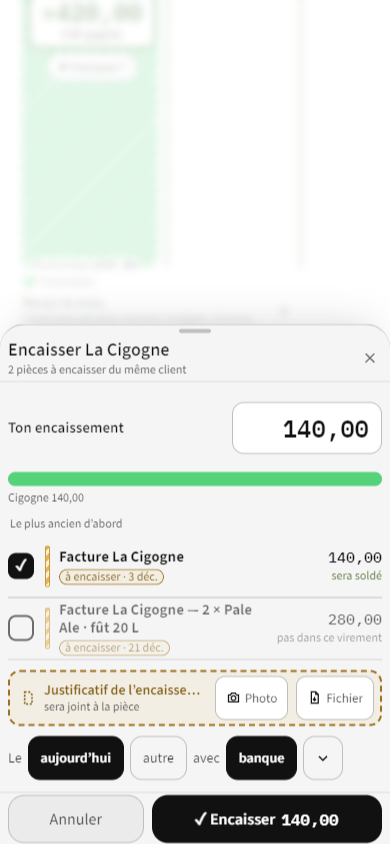 Encaisser La Cigogne
2 pièces à encaisser du même client
Ton encaissement
140,00
Cigogne 140,00
Le plus ancien d’abord
Facture La Cigogne
140,00
à encaisser · 3 déc.
sera soldé
Facture La Cigogne — 2 × Pale
Ale · fût 20 L
280,00
à encaisser · 21 déc.
pas dans ce virement
Justificatif de l’encaisse...
sera joint à la pièce
Photo
Fichier
Le aujourd’hui autre avec banque
Annuler
✓ Encaisser 140,00